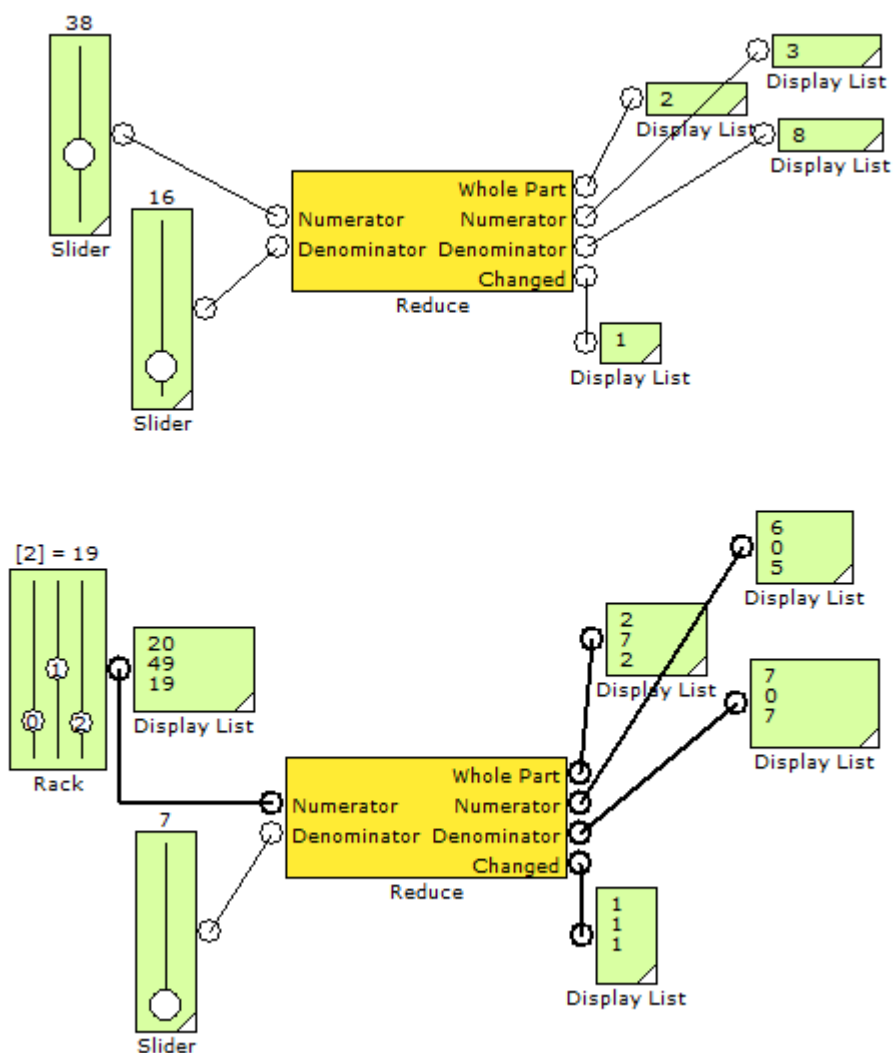 38
Slider
16
Slider
Numerator
Denominator
Whole Part
Numerator
Denominator
Changed
Reduce
2
Display List
3
Display List
8
Display List
1
Display List
[2] = 19
0
1
2
Rack
20
49
19
Display List
7
Slider
Numerator
Denominator
Whole Part
Numerator
Denominator
Changed
Reduce
2
7
2
Display List
6
0
5
Display List
7
0
7
Display List
1
1
1
Display List